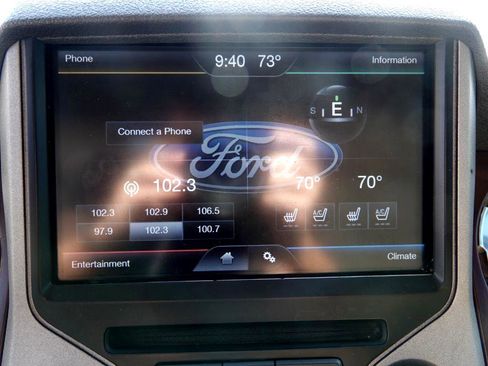 Phone 9:40 73° Information
S E N
Connect a Phone
Ford
102.3 70° 70°
102.3 102.9 106.5
A/C A/C
97.9 102.3 100.7
Entertainment Climate